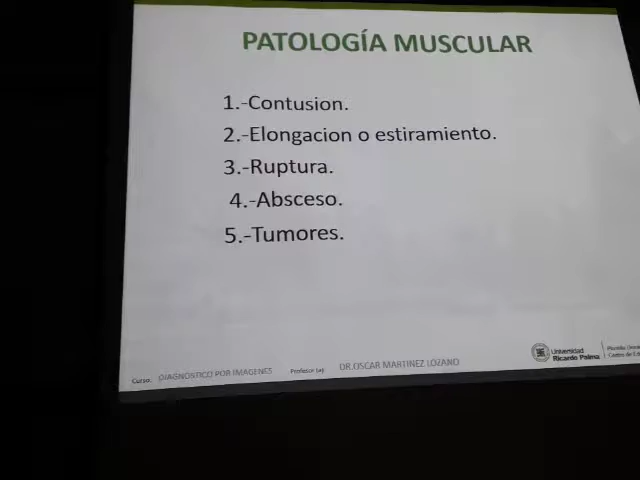 PATOLOGÍA MUSCULAR
1.-Contusion.
2.-Elongacion o estiramiento.
3.-Ruptura.
4.-Absceso.
5.-Tumores.
Curso: DIAGNOSTICO POR IMAGENES Profesor DR.OSCAR MARTINEZ LOZANO
Universidad
Ricardo Palma